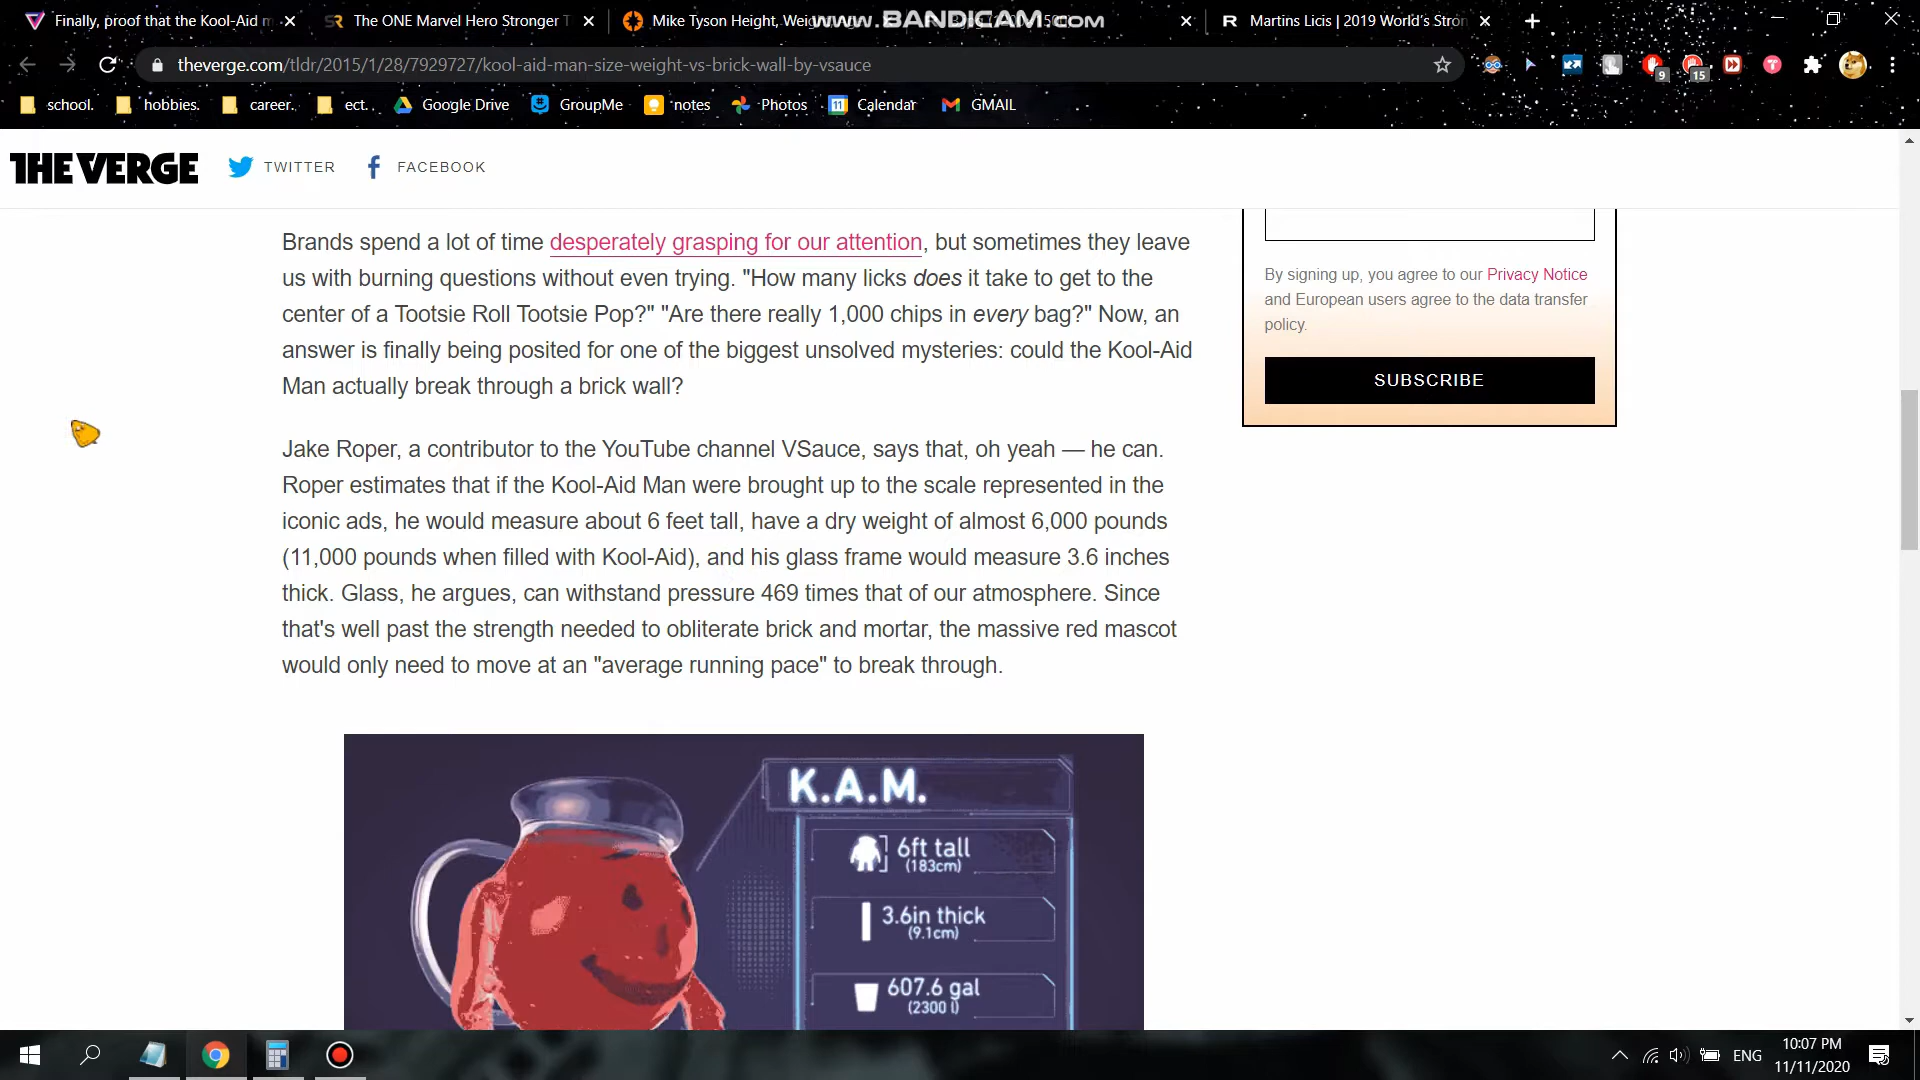 Finally, proof that the Kool-Aid m
The ONE Marvel Hero Stronger T
Mike Tyson Height, Weig
WWW.BANDICAM.COM
Martins Licis | 2019 World's Stron
theverge.com/tldr/2015/1/28/7929727/kool-aid-man-size-weight-vs-brick-wall-by-vsauce
9
15
school.
hobbies.
career.
ect.
Google Drive
GroupMe
notes
Photos
Calendar
GMAIL
THE VERGE
TWITTER
FACEBOOK
Brands spend a lot of time desperately grasping for our attention, but sometimes they leave
us with burning questions without even trying. "How many licks does it take to get to the
center of a Tootsie Roll Tootsie Pop?" "Are there really 1,000 chips in every bag?" Now, an
answer is finally being posited for one of the biggest unsolved mysteries: could the Kool-Aid
Man actually break through a brick wall?
Jake Roper, a contributor to the YouTube channel VSauce, says that, oh yeah — he can.
Roper estimates that if the Kool-Aid Man were brought up to the scale represented in the
iconic ads, he would measure about 6 feet tall, have a dry weight of almost 6,000 pounds
(11,000 pounds when filled with Kool-Aid), and his glass frame would measure 3.6 inches
thick. Glass, he argues, can withstand pressure 469 times that of our atmosphere. Since
that's well past the strength needed to obliterate brick and mortar, the massive red mascot
would only need to move at an "average running pace" to break through.
By signing up, you agree to our Privacy Notice
and European users agree to the data transfer
policy.
SUBSCRIBE
K.A.M.
6ft tall
(183cm)
3.6in thick
(9.1cm)
607.6 gal
(2300 l)
ENG
10:07 PM
11/11/2020